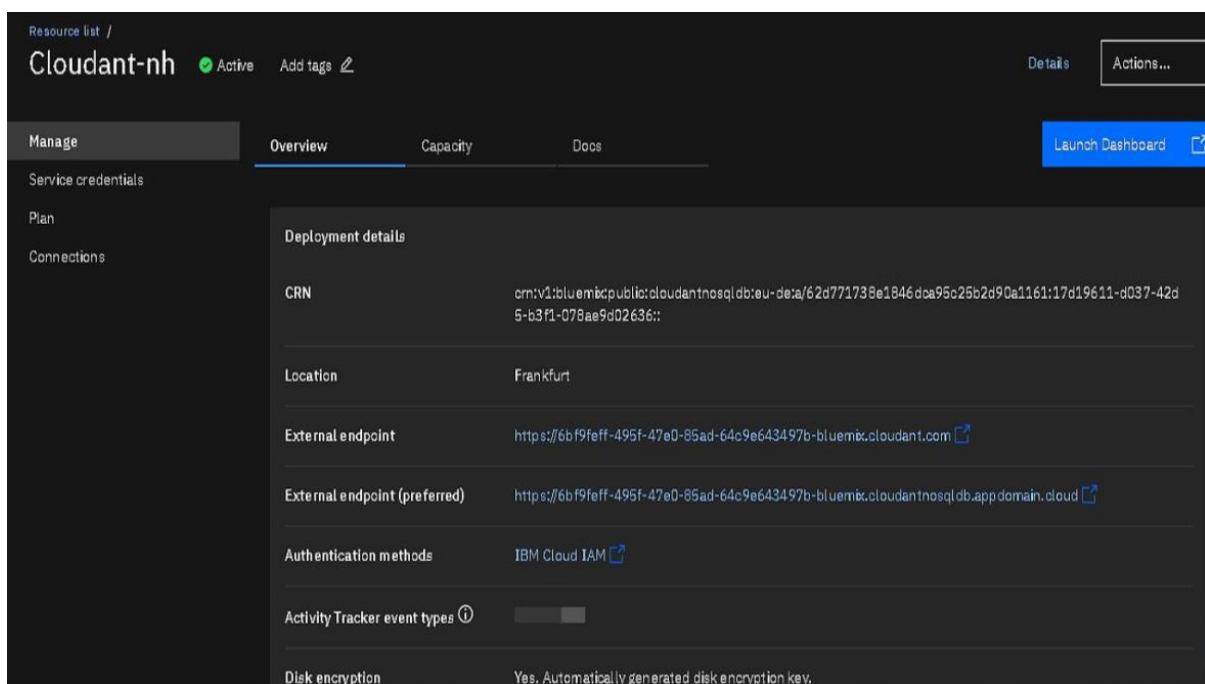 Resource list /
Cloudant-nh Active Add tags Details Actions...
Manage Overview Capacity Docs Launch Dashboard
Service credentials
Plan
Connections
Deployment details
CRN crn:v1:bluemix:public:cloudantnosqldb:eu-de:a/62d771738e1846dca95c25b2d90a1161:17d19611-d037-42d
5-b3f1-078ae9d02636::
Location Frankfurt
External endpoint https://6bf9feff-495f-47e0-85ad-64c9e643497b-bluemix.cloudant.com
External endpoint (preferred) https://6bf9feff-495f-47e0-85ad-64c9e643497b-bluemix.cloudantnosqldb.appdomain.cloud
Authentication methods IBM Cloud IAM
Activity Tracker event types
Disk encryption Yes. Automatically generated disk encryption key.